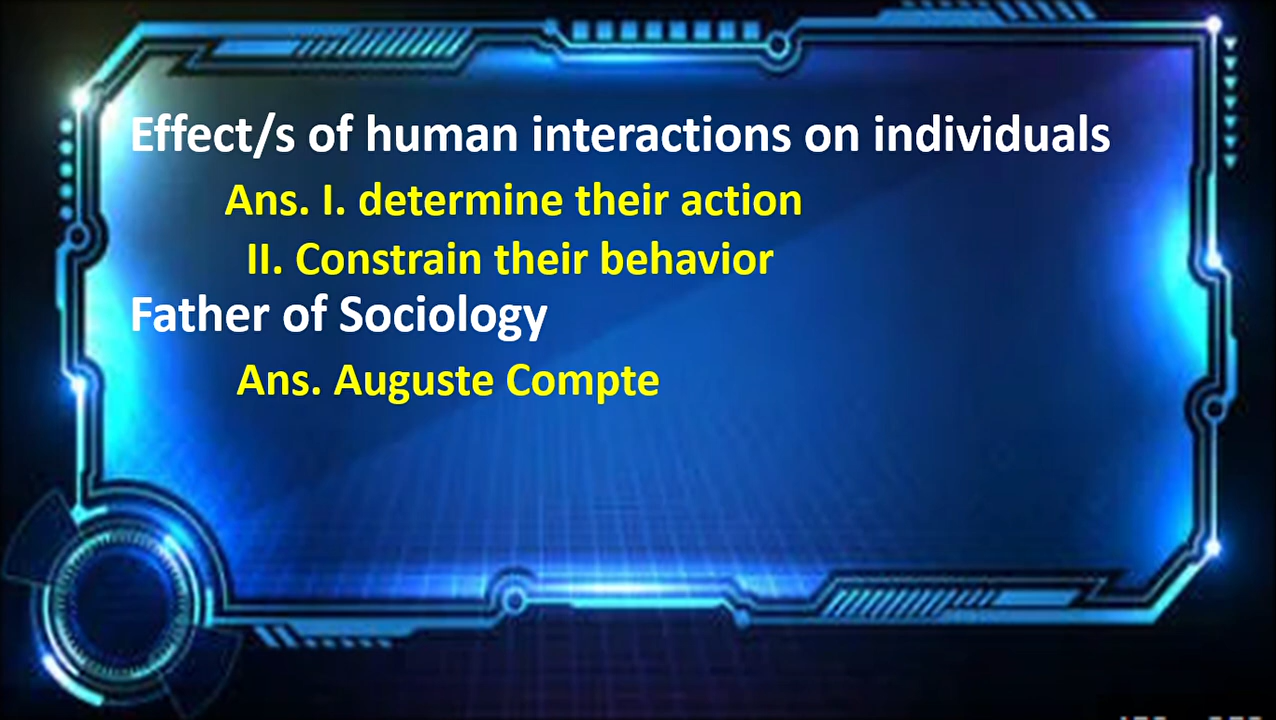 Effect/s of human interactions on individuals
Ans. I. determine their action
II. Constrain their behavior
Father of Sociology
Ans. Auguste Compte